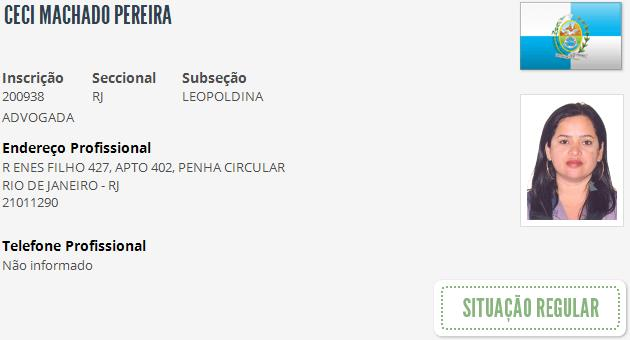 CECI MACHADO PEREIRA
Inscrição Seccional Subseção
200938 RJ LEOPOLDINA
ADVOGADA
Endereço Profissional
R ENES FILHO 427, APTO 402, PENHA CIRCULAR
RIO DE JANEIRO - RJ
21011290
Telefone Profissional
Não informado
SITUAÇÃO REGULAR